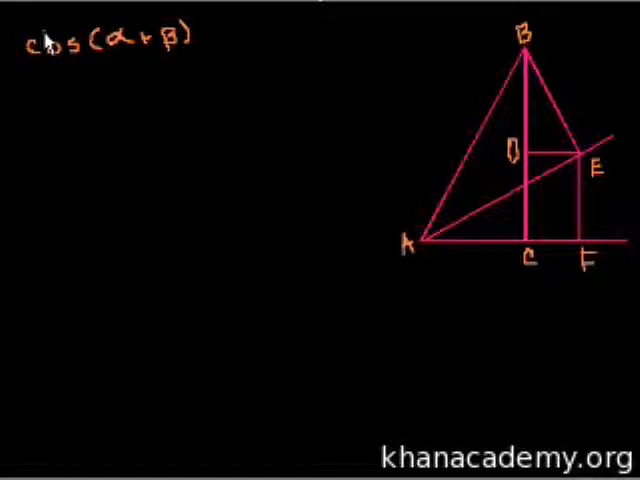 cos(α + β)
B
D
E
A
C
F
khanacademy.org